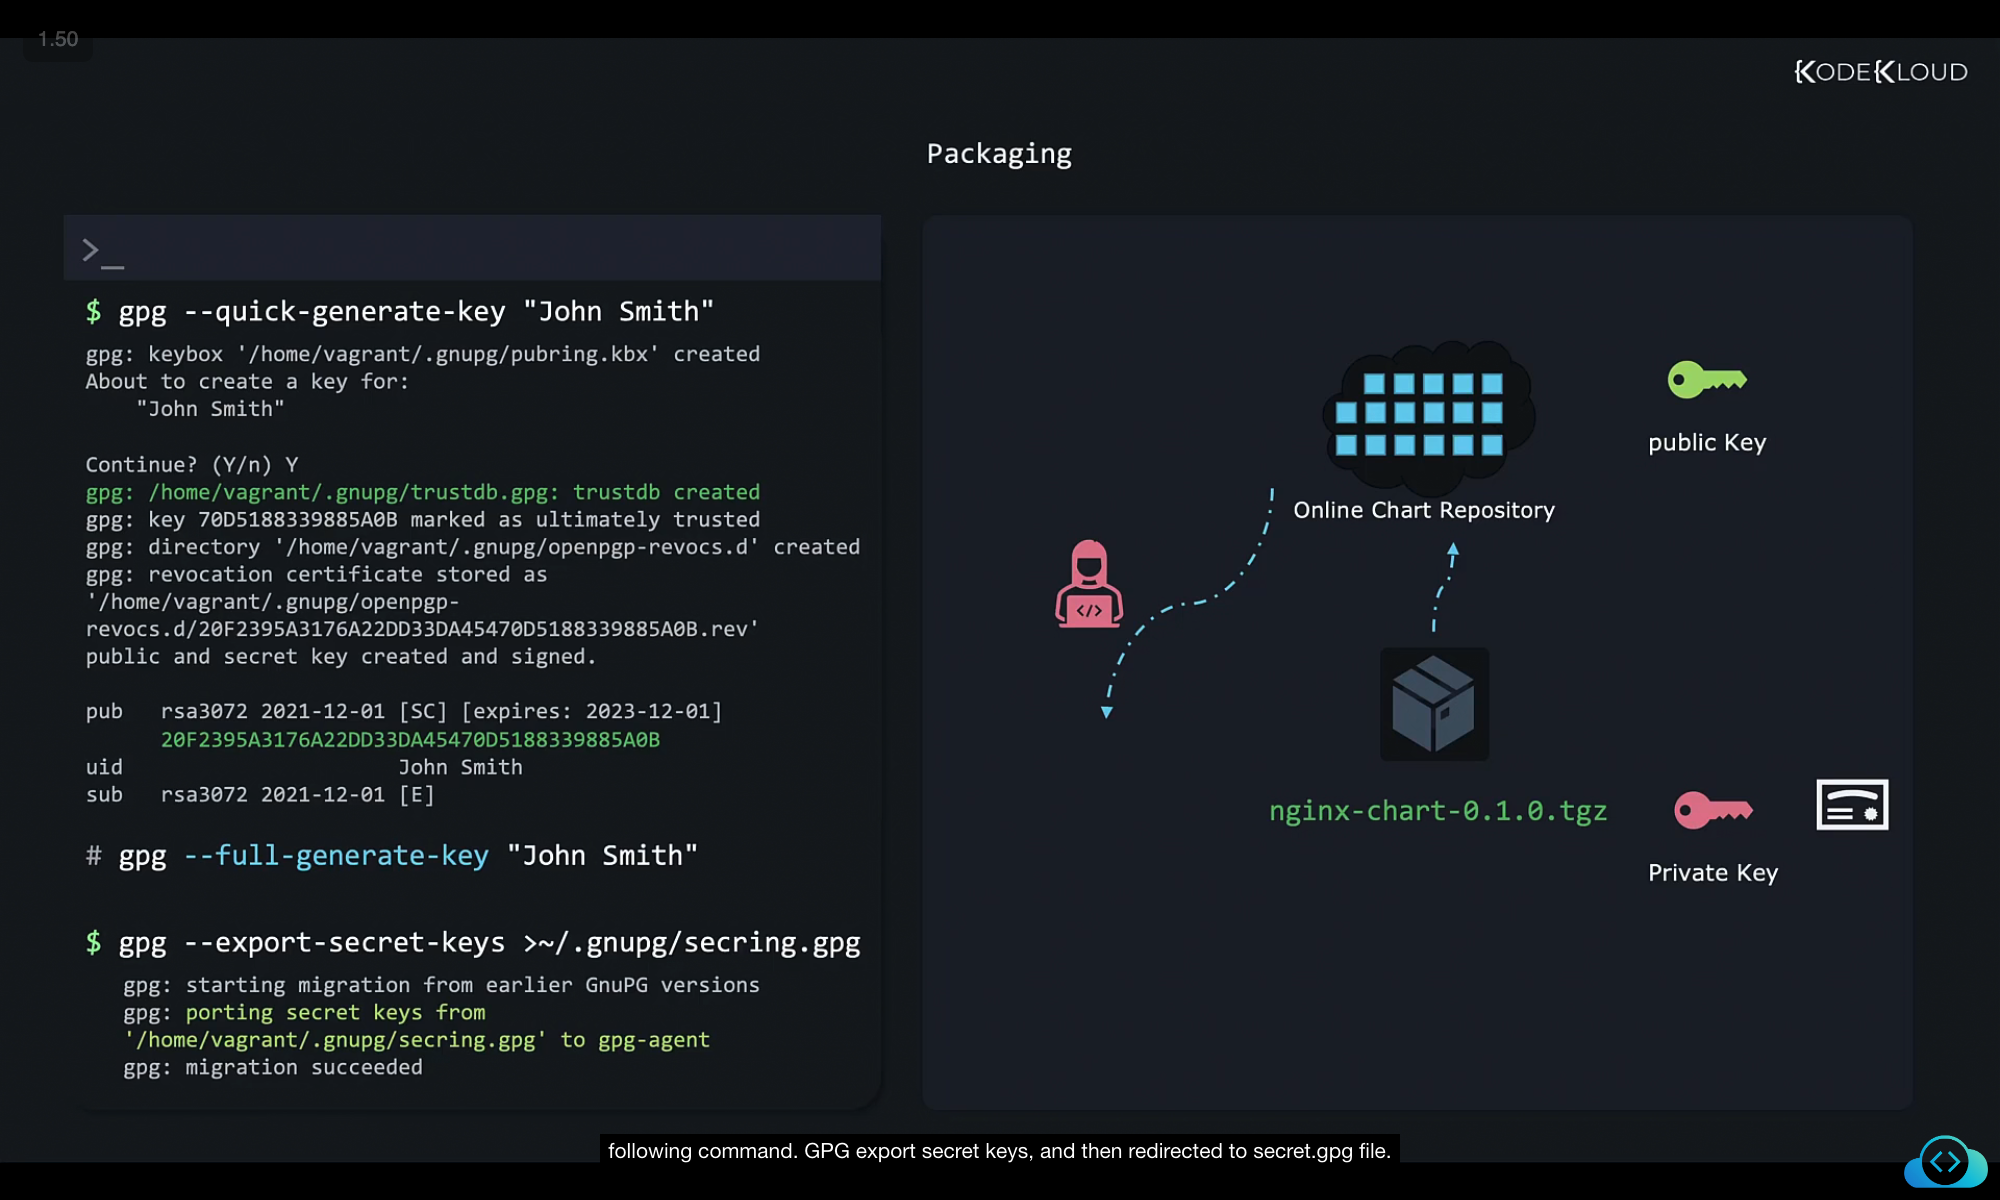 1.50
KODEKLOUD
Packaging
>_
$ gpg --quick-generate-key "John Smith"
gpg: keybox '/home/vagrant/.gnupg/pubring.kbx' created
About to create a key for:
"John Smith"
Continue? (Y/n) Y
gpg: /home/vagrant/.gnupg/trustdb.gpg: trustdb created
gpg: key 70D5188339885A0B marked as ultimately trusted
gpg: directory '/home/vagrant/.gnupg/openpgp-revocs.d' created
gpg: revocation certificate stored as
'/home/vagrant/.gnupg/openpgp-
revocs.d/20F2395A3176A22DD33DA45470D5188339885A0B.rev'
public and secret key created and signed.
pub rsa3072 2021-12-01 [SC] [expires: 2023-12-01]
20F2395A3176A22DD33DA45470D5188339885A0B
uid John Smith
sub rsa3072 2021-12-01 [E]
# gpg --full-generate-key "John Smith"
$ gpg --export-secret-keys >~/.gnupg/secring.gpg
gpg: starting migration from earlier GnuPG versions
gpg: porting secret keys from
'/home/vagrant/.gnupg/secring.gpg' to gpg-agent
gpg: migration succeeded
public Key
Online Chart Repository
</>
nginx-chart-0.1.0.tgz
Private Key
following command. GPG export secret keys, and then redirected to secret.gpg file.